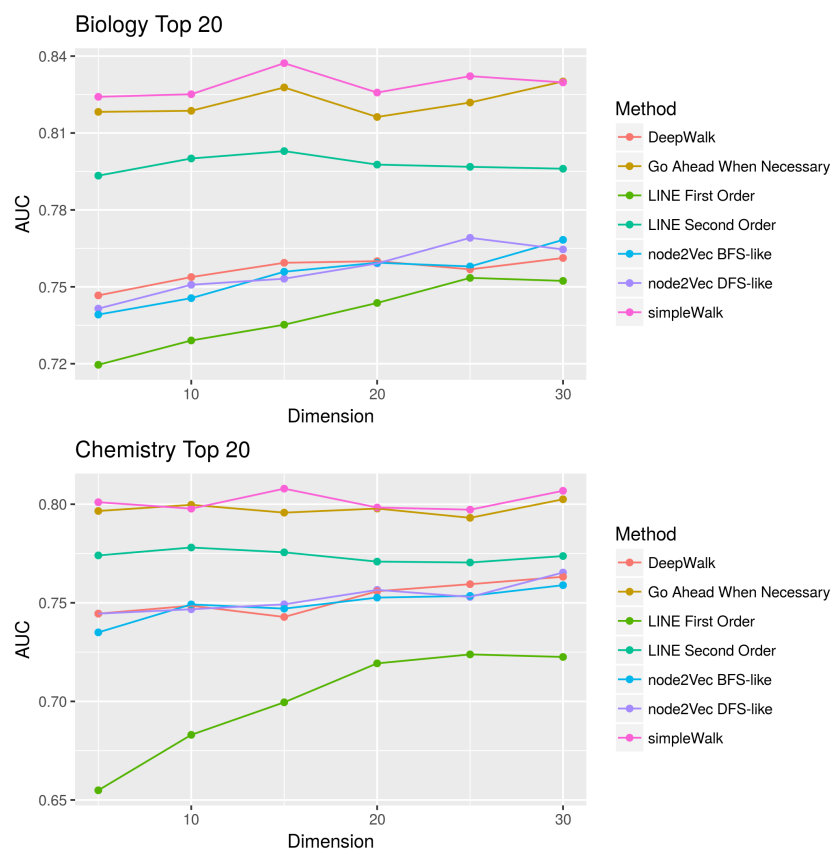 Biology Top 20
0.84
0.81
0.78
0.75
0.72
AUC
10 20 30
Dimension
Method
DeepWalk
Go Ahead When Necessary
LINE First Order
LINE Second Order
node2Vec BFS-like
node2Vec DFS-like
simpleWalk
Chemistry Top 20
0.80
0.75
0.70
0.65
AUC
10 20 30
Dimension
Method
DeepWalk
Go Ahead When Necessary
LINE First Order
LINE Second Order
node2Vec BFS-like
node2Vec DFS-like
simpleWalk